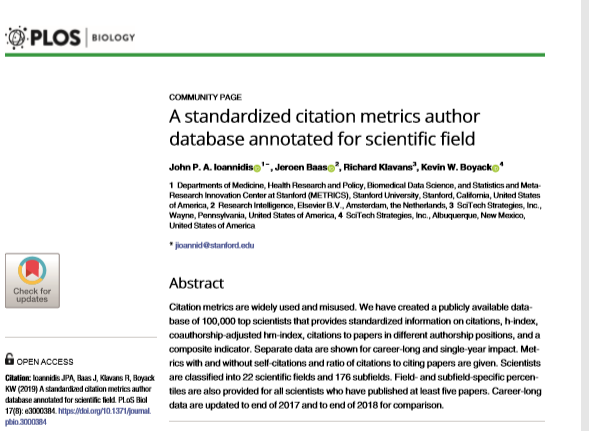 PLOS | BIOLOGY
COMMUNITY PAGE
A standardized citation metrics author
database annotated for scientific field
John P. A. Ioannidis 1*, Jeroen Baas 2, Richard Klavans 3, Kevin W. Boyack 4
1 Departments of Medicine, Health Research and Policy, Biomedical Data Science, and Statistics and Meta-
Research Innovation Center at Stanford (METRICS), Stanford University, Stanford, California, United States
of America, 2 Research Intelligence, Elsevier B.V., Amsterdam, the Netherlands, 3 SciTech Strategies, Inc.,
Wayne, Pennsylvania, United States of America, 4 SciTech Strategies, Inc., Albuquerque, New Mexico,
United States of America
* jioannid@stanford.edu
Abstract
Citation metrics are widely used and misused. We have created a publicly available data-
base of 100,000 top scientists that provides standardized information on citations, h-index,
coauthorship-adjusted hm-index, citations to papers in different authorship positions, and a
composite indicator. Separate data are shown for career-long and single-year impact. Met-
rics with and without self-citations and ratio of citations to citing papers are given. Scientists
are classified into 22 scientific fields and 176 subfields. Field- and subfield-specific percen-
tiles are also provided for all scientists who have published at least five papers. Career-long
data are updated to end of 2017 and to end of 2018 for comparison.
Check for
updates
OPEN ACCESS
Citation: Ioannidis JPA, Baas J, Klavans R, Boyack
KW (2019) A standardized citation metrics author
database annotated for scientific field. PLoS Biol
17(8): e3000384. https://doi.org/10.1371/journal.
pbio.3000384